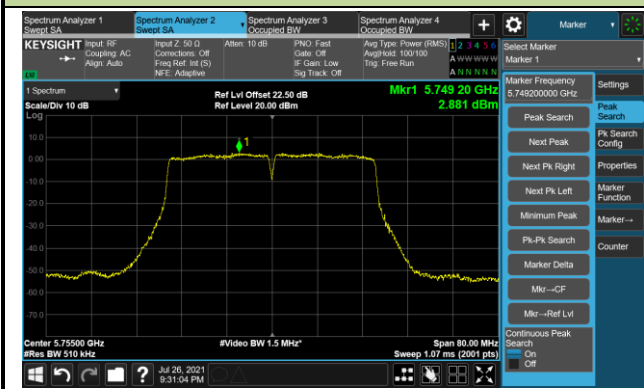 Spectrum Analyzer 1
Swept SA
Spectrum Analyzer 2
Swept SA
Spectrum Analyzer 3
Occupied BW
Spectrum Analyzer 4
Occupied BW
+
Marker
KEYSIGHT
Input: RF
Coupling: AC
Align: Auto
Input Z: 50 Ω
Corrections: Off
Freq Ref: Int (S)
NFE: Adaptive
Atten: 10 dB
PNO: Fast
Gate: Off
IF Gain: Low
Sig Track: Off
Avg Type: Power (RMS)
Avg|Hold: 100/100
Trig: Free Run
1 2 3 4 5 6
A W W W W W
A N N N N N
Select Marker
Marker 1
1 Spectrum
Scale/Div 10 dB
Log
Ref Lvl Offset 22.50 dB
Ref Level 20.00 dBm
Mkr1 5.749 20 GHz
2.881 dBm
10.0
0.00
-10.0
-20.0
-30.0
-40.0
-50.0
-60.0
-70.0
1
Center 5.75500 GHz
#Res BW 510 kHz
#Video BW 1.5 MHz*
Span 80.00 MHz
Sweep 1.07 ms (2001 pts)
Marker Frequency
5.749200000 GHz
Peak Search
Next Peak
Next Pk Right
Next Pk Left
Minimum Peak
Pk-Pk Search
Marker Delta
Mkr→CF
Mkr→Ref Lvl
Continuous Peak
Search
On
Off
Settings
Peak
Search
Pk Search
Config
Properties
Marker
Function
Marker→
Counter
?
Jul 26, 2021
9:31:04 PM